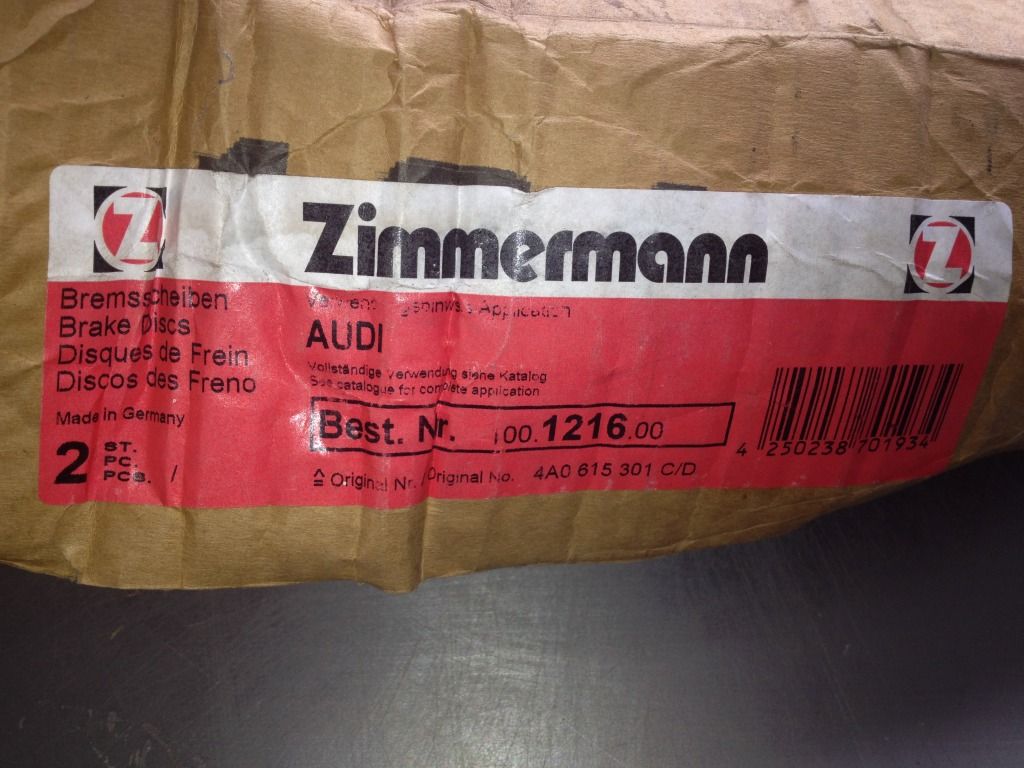 Z Zimmermann Z
Bremsscheiben
Brake Discs
Disques de Frein
Discos des Freno
Made in Germany
2 ST.
PC.
PCS. /
Application
AUDI
Vollständige Verwendung siehe Katalog
See catalogue for complete application
Best. Nr. 100.1216.00
≙ Original Nr. / Original No. 4A0 615 301 C/D
4 250238 701934